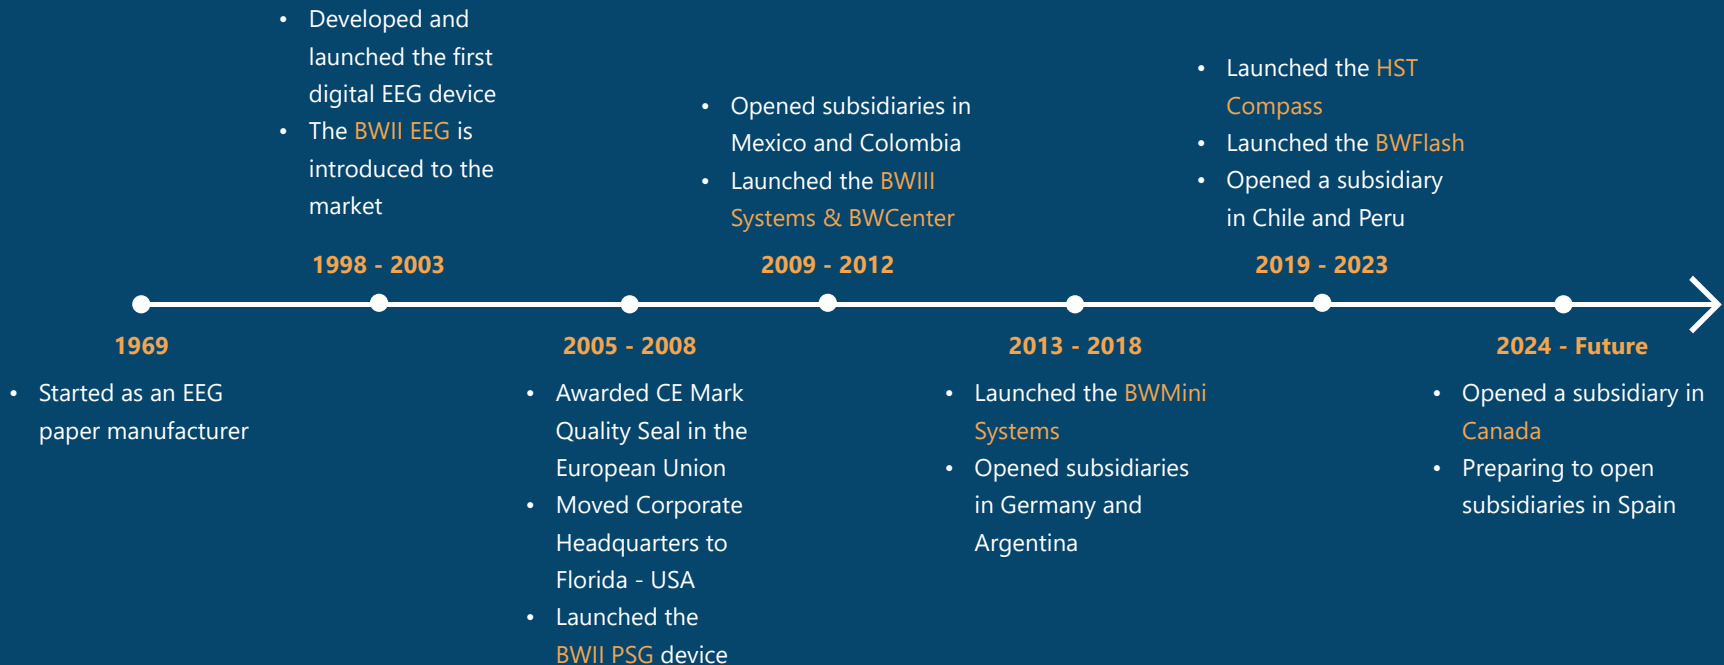 • Developed and
launched the first
digital EEG device
• The BWII EEG is
introduced to the
market
1998 - 2003
• Opened subsidiaries in
Mexico and Colombia
• Launched the BWIII
Systems & BWCenter
2009 - 2012
• Launched the HST
Compass
• Launched the BWFlash
• Opened a subsidiary
in Chile and Peru
2019 - 2023
1969
• Started as an EEG
paper manufacturer
2005 - 2008
• Awarded CE Mark
Quality Seal in the
European Union
• Moved Corporate
Headquarters to
Florida - USA
• Launched the
BWII PSG device
2013 - 2018
• Launched the BWMini
Systems
• Opened subsidiaries
in Germany and
Argentina
2024 - Future
• Opened a subsidiary in
Canada
• Preparing to open
subsidiaries in Spain